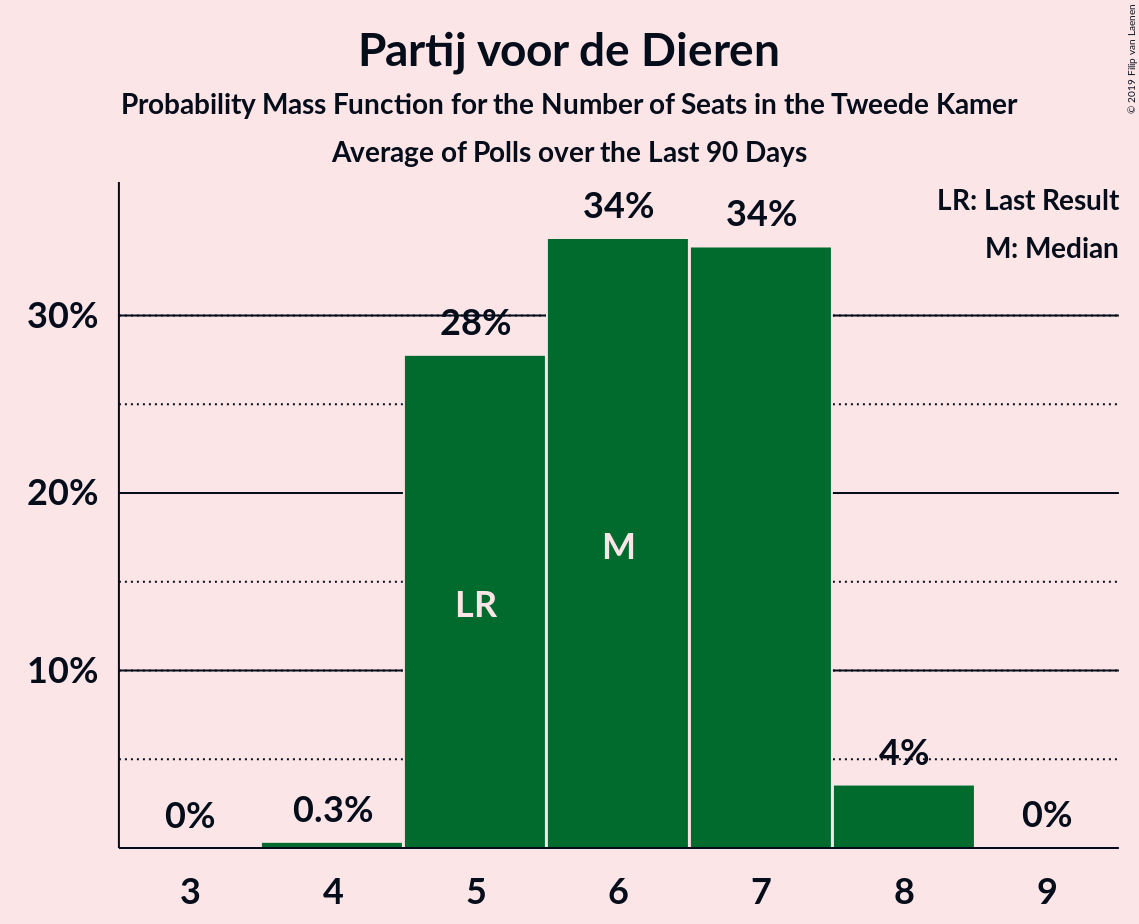 Partij voor de Dieren
Probability Mass Function for the Number of Seats in the Tweede Kamer
Average of Polls over the Last 90 Days
© 2019 Filip van Laenen
LR: Last Result
M: Median
34%
34%
30%
28%
20%
M
LR
10%
4%
0%
0.3%
0%
3
4
5
6
7
8
9